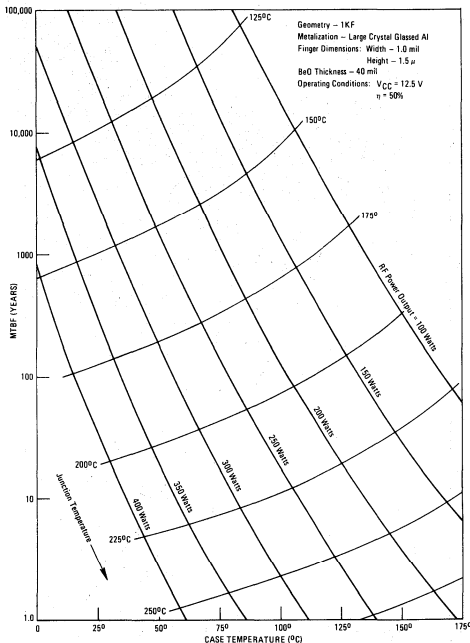 Geometry – 1KF
Metalization – Large Crystal Glassed Al
Finger Dimensions: Width – 1.0 mil
Height – 1.5 μ
BeO Thickness – 40 mil
Operating Conditions: VCC = 12.5 V
η = 50%
100,000
10,000
1000
100
10
1.0
MTBF (YEARS)
125°C
150°C
175°
200°C
225°C
250°C
RF Power Output = 100 Watts
150 Watts
200 Watts
250 Watts
300 Watts
350 Watts
400 Watts
Junction Temperature
0
25°
50°
75°
100°
125°
150°
175°
CASE TEMPERATURE (°C)